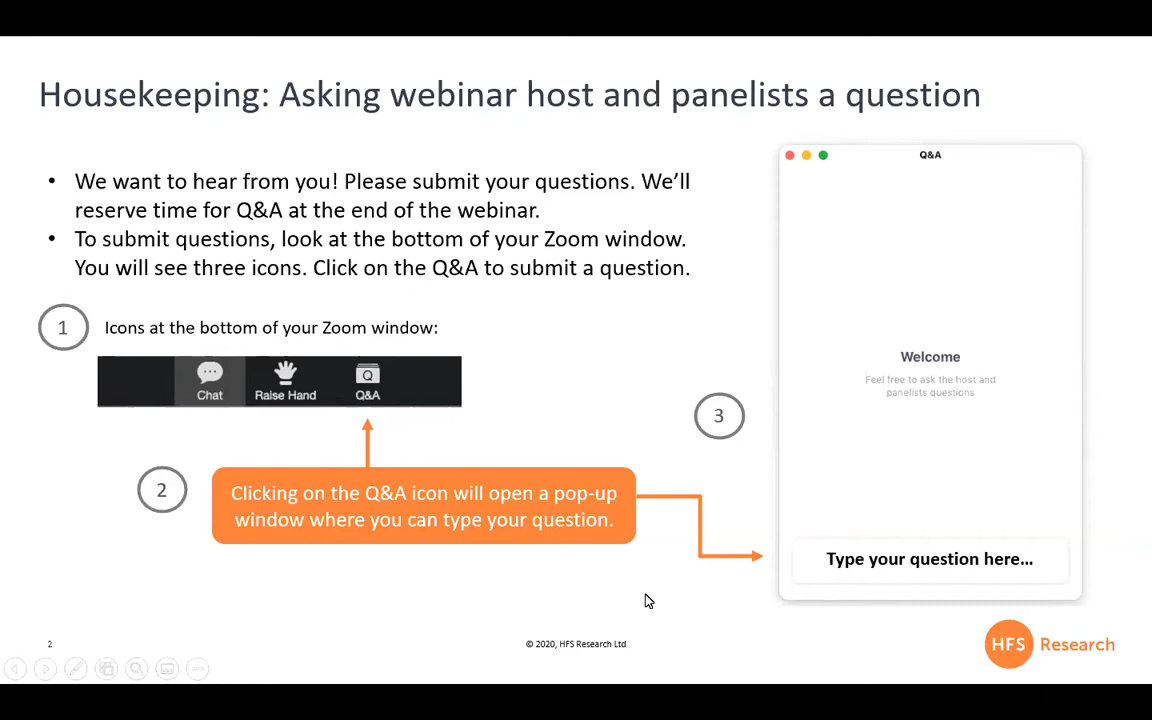 Housekeeping: Asking webinar host and panelists a question
• We want to hear from you! Please submit your questions. We’ll
reserve time for Q&A at the end of the webinar.
• To submit questions, look at the bottom of your Zoom window.
You will see three icons. Click on the Q&A to submit a question.
1
Icons at the bottom of your Zoom window:
Chat
Raise Hand
Q
Q&A
2
Clicking on the Q&A icon will open a pop-up
window where you can type your question.
3
Q&A
Welcome
Feel free to ask the host and
panelists questions
Type your question here...
2
© 2020, HFS Research Ltd
HFS Research